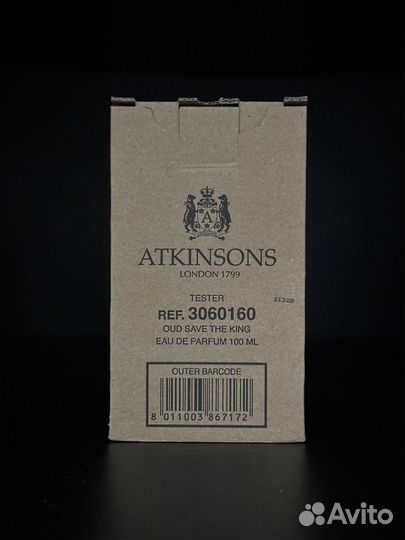 A
ATKINSONS
LONDON 1799
TESTER
2132B
REF. 3060160
OUD SAVE THE KING
EAU DE PARFUM 100 ML
OUTER BARCODE
8 011003 867172
Avito